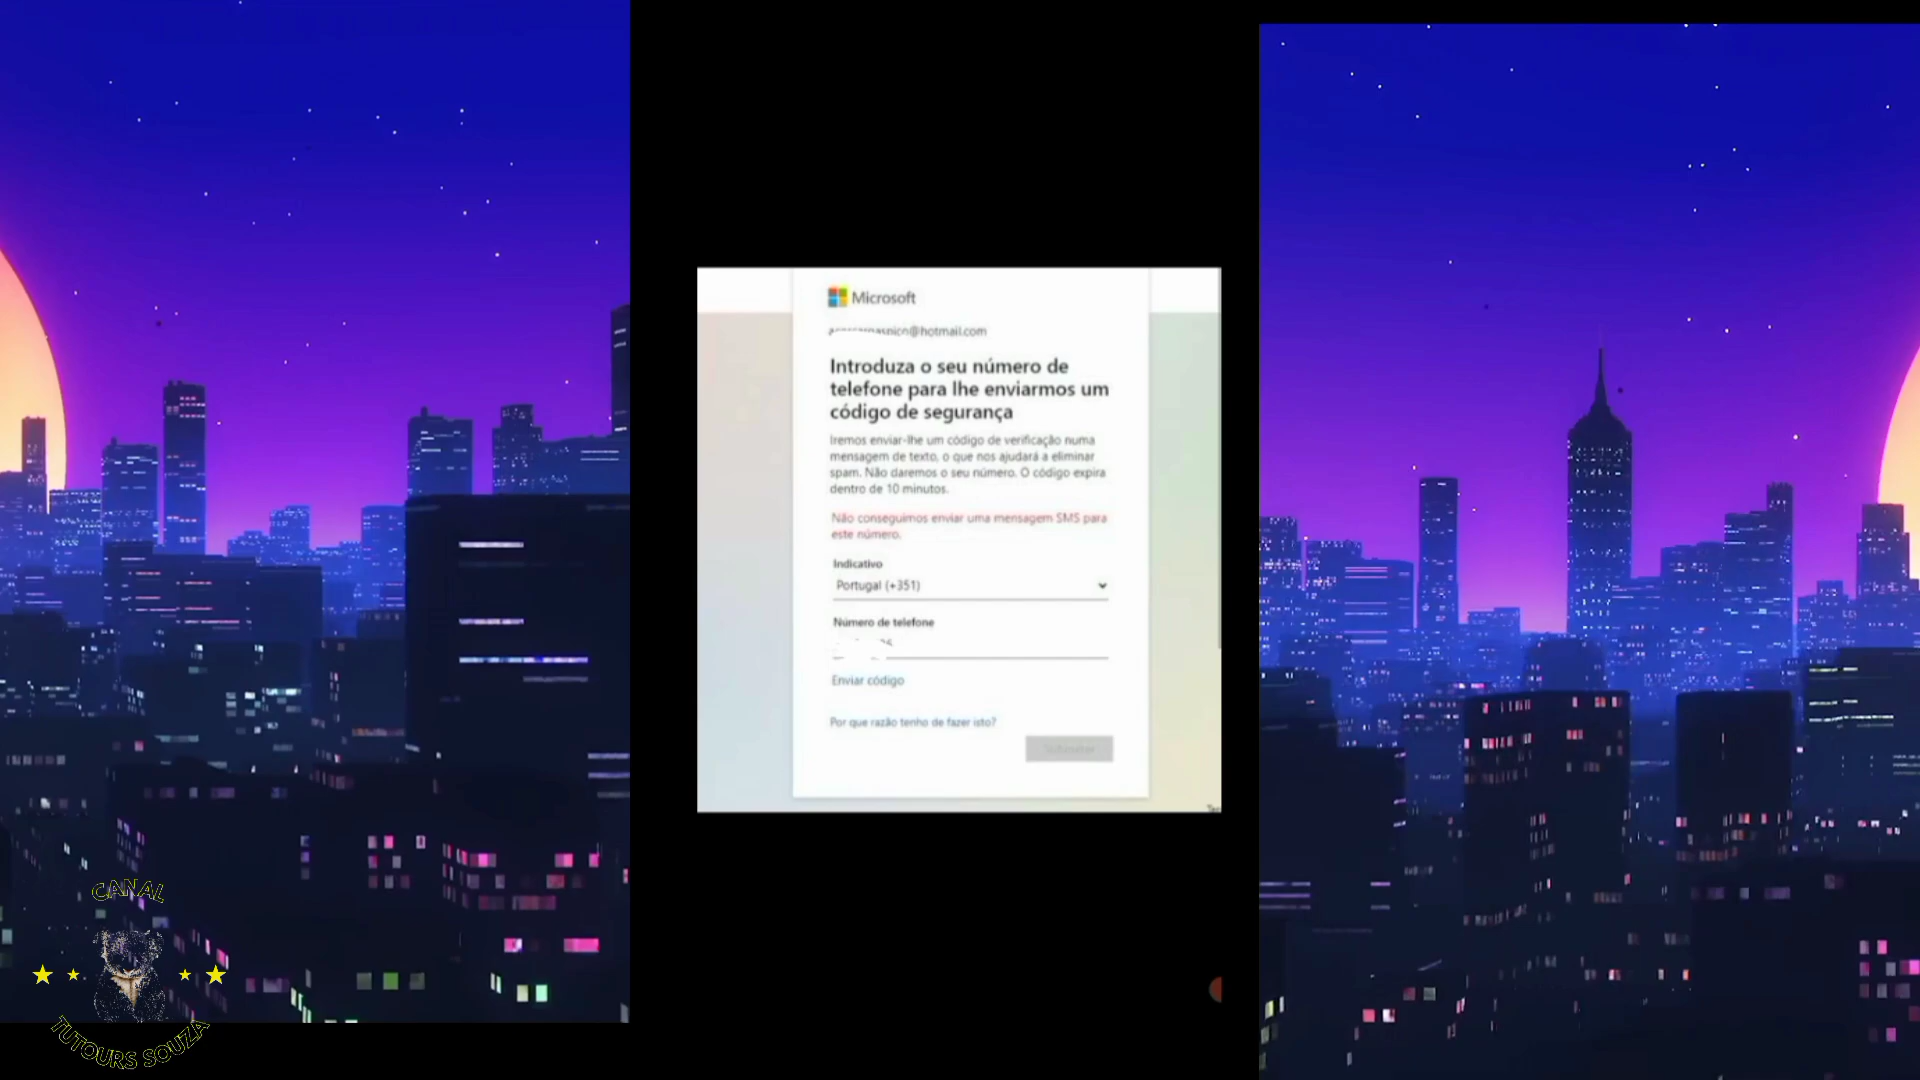 Microsoft
@hotmail.com
Introduza o seu número de
telefone para lhe enviarmos um
código de segurança
Iremos enviar-lhe um código de verificação numa
mensagem de texto, o que nos ajudará a eliminar
spam. Não daremos o seu número. O código expira
dentro de 10 minutos.
Não conseguimos enviar uma mensagem SMS para
este número.
Indicativo
Portugal (+351)
Número de telefone
Enviar código
Por que razão tenho de fazer isto?
CANAL
TUTOURS SOUZA